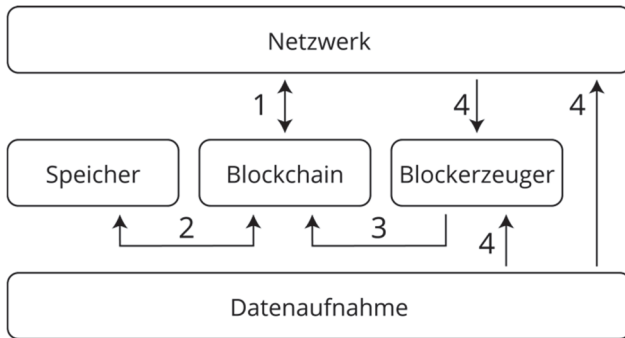 Netzwerk
1
4
4
Speicher
Blockchain
Blockerzeuger
2
3
4
Datenaufnahme